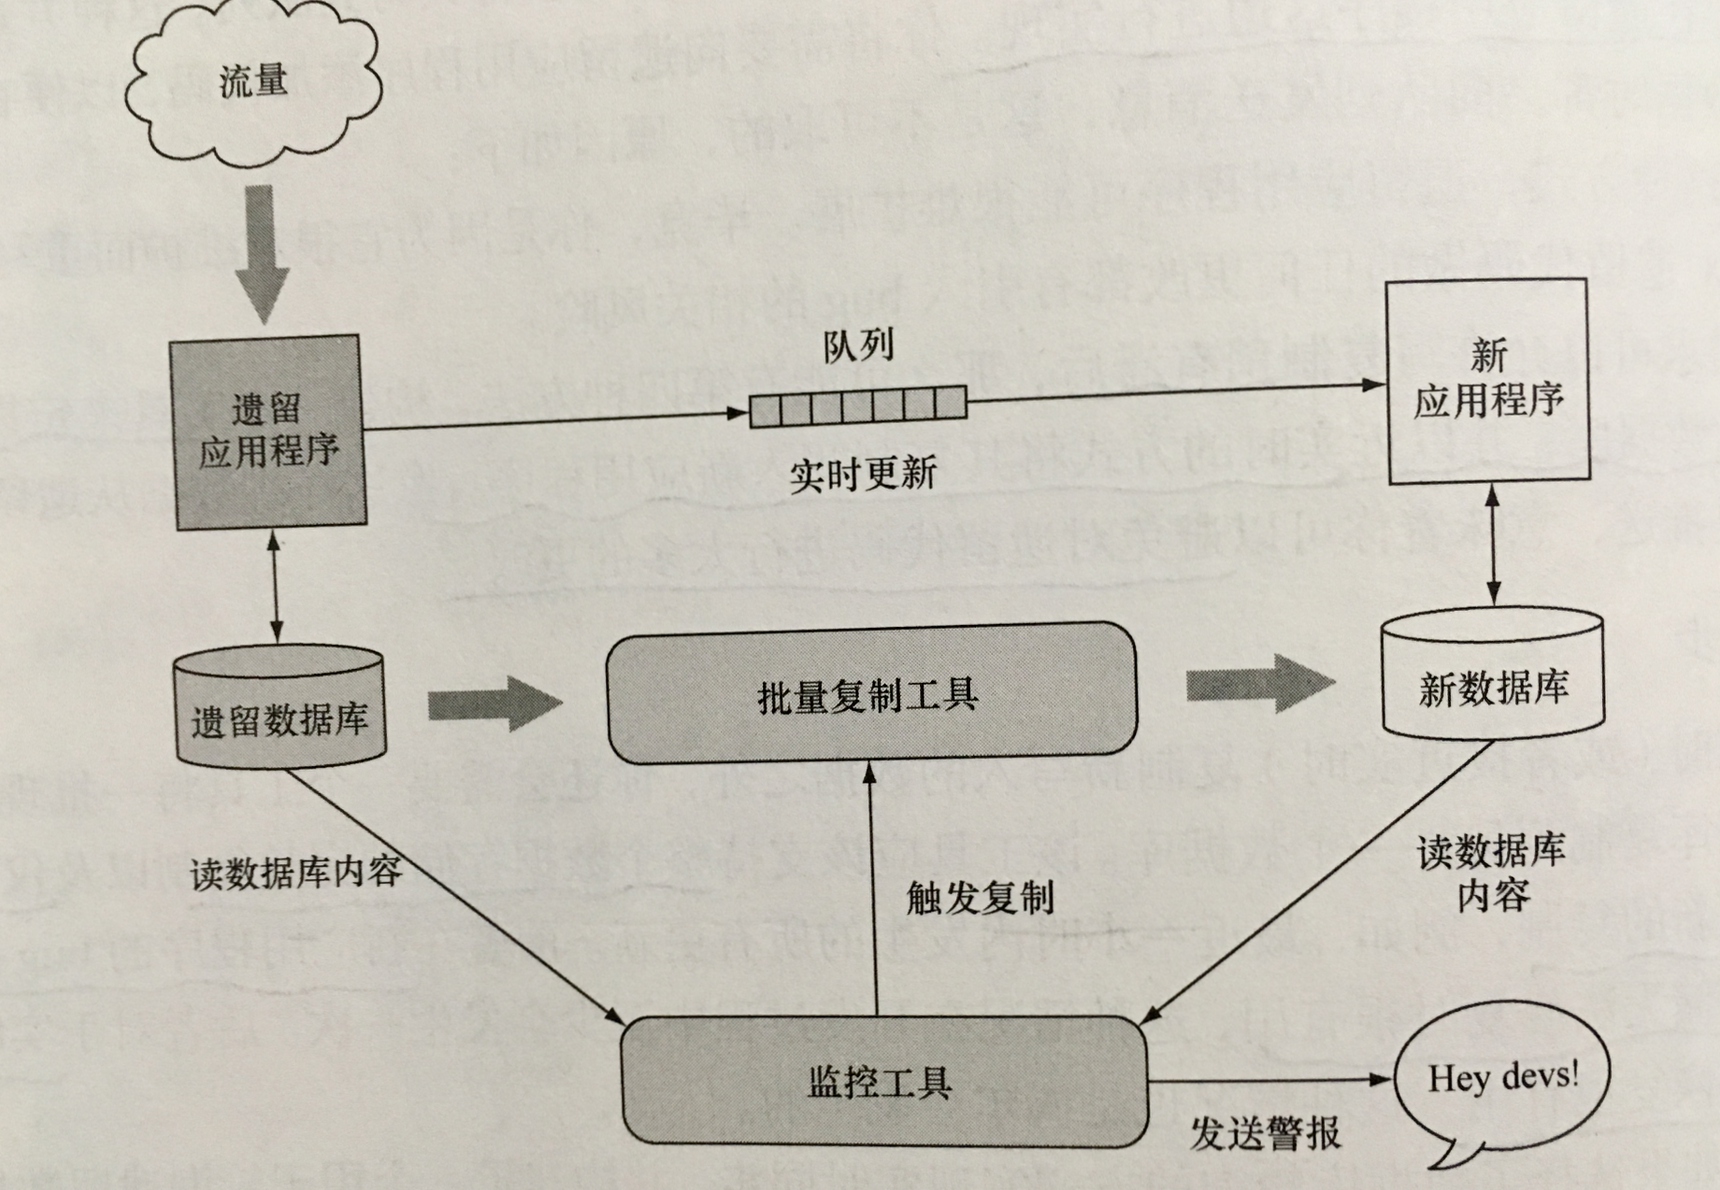 流量
队列
遗留
应用程序
实时更新
新
应用程序
遗留数据库
批量复制工具
新数据库
读数据库内容
触发复制
读数据库
内容
监控工具
发送警报
Hey devs!